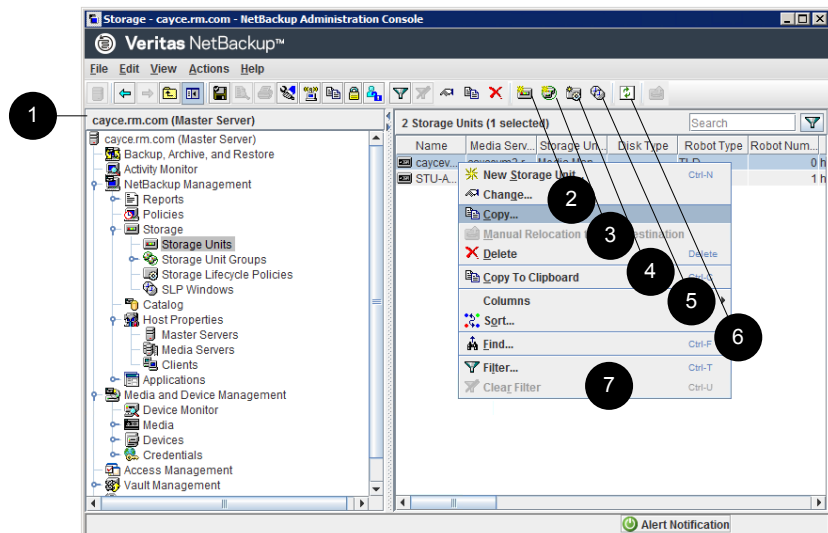 Storage - cayce.rm.com - NetBackup Administration Console
Veritas NetBackup™
File Edit View Actions Help
1
cayce.rm.com (Master Server)
cayce.rm.com (Master Server)
Backup, Archive, and Restore
Activity Monitor
NetBackup Management
Reports
Policies
Storage
Storage Units
Storage Unit Groups
Storage Lifecycle Policies
SLP Windows
Catalog
Host Properties
Master Servers
Media Servers
Clients
Applications
Media and Device Management
Device Monitor
Media
Devices
Credentials
Access Management
Vault Management
2 Storage Units (1 selected)
Search
Name Media Serv... Storage Un... Disk Type Robot Type Robot Num...
caycev... Media Man TLD 0 h
STU-A... 1 h
New Storage Unit... Ctrl-N
Change...
2
Copy...
Manual Relocation destination
3
Delete Delete
4
Copy To Clipboard Ctrl-C
Columns
5
Sort...
6
Find... Ctrl-F
Filter... Ctrl-T
7
Clear Filter Ctrl-U
Alert Notification